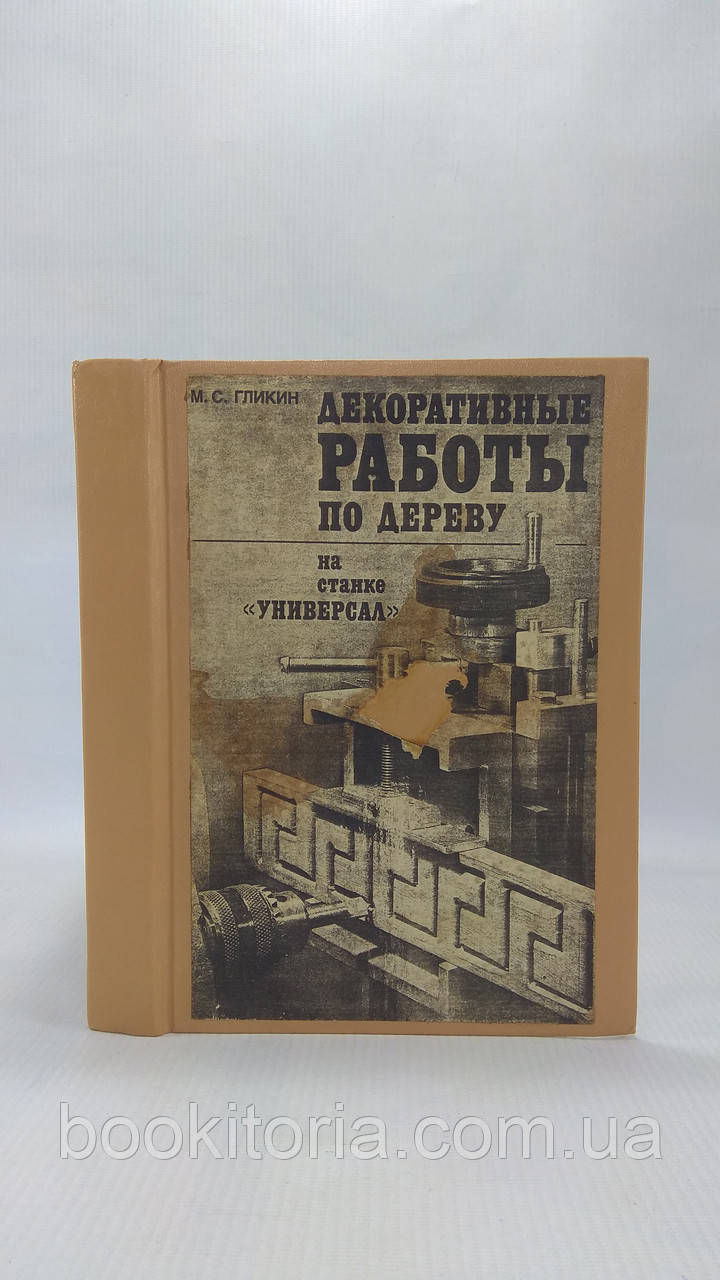 М. С. ГЛИКИН
ДЕКОРАТИВНЫЕ
РАБОТЫ
ПО ДЕРЕВУ
на
станке
«УНИВЕРСАЛ»
bookitoria.com.ua